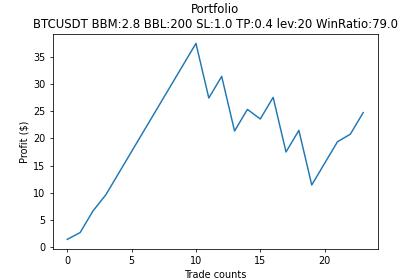 Portfolio
BTCUSDT BBM:2.8 BBL:200 SL:1.0 TP:0.4 lev:20 WinRatio:79.0
Profit ($)
35
30
25
20
15
10
5
0
0 5 10 15 20
Trade counts